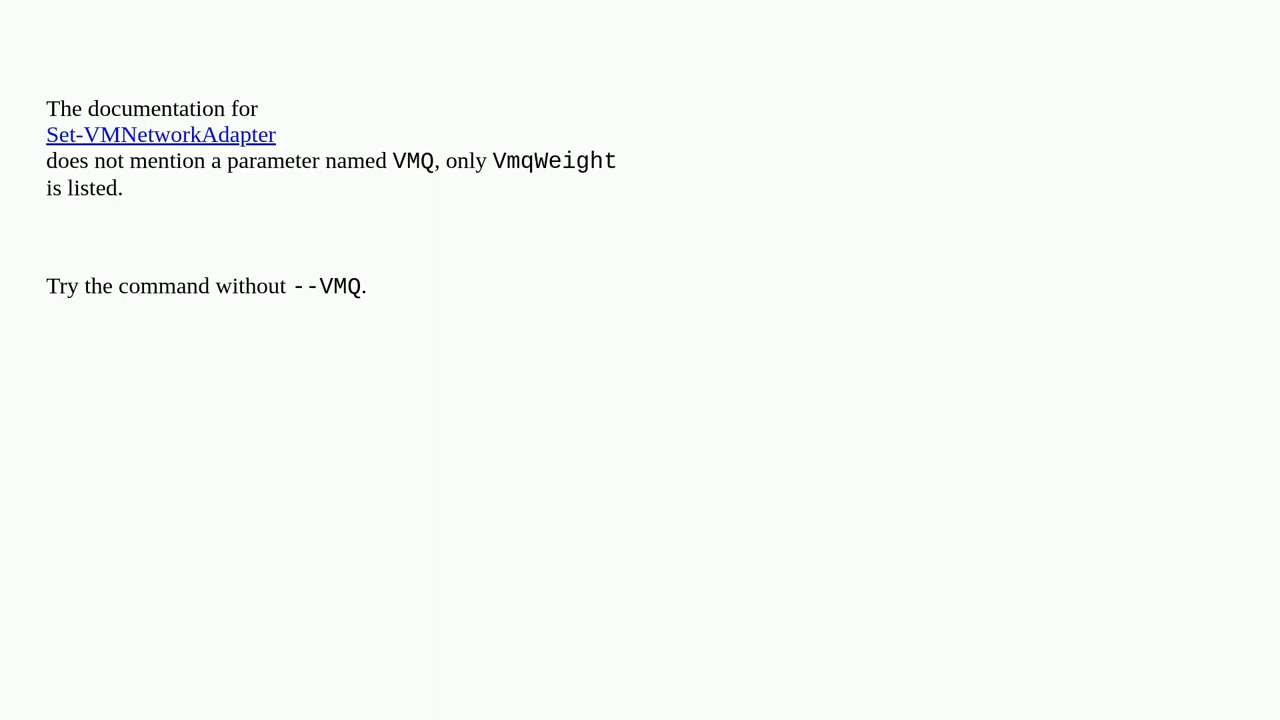 The documentation for
Set-VMNetworkAdapter
does not mention a parameter named VMQ, only VmqWeight
is listed.
Try the command without --VMQ.